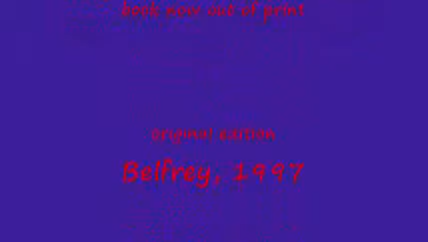 book now out of print
original edition
Belfrey, 1997